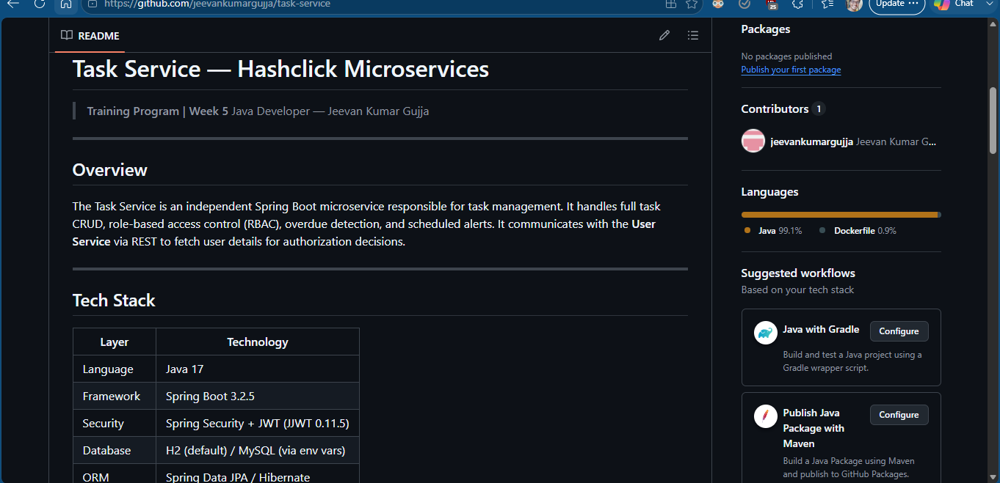 https://github.com/jeevankumargujja/task-service
25
Update
Chat
README
Task Service — Hashclick Microservices
Training Program | Week 5 Java Developer — Jeevan Kumar Gujja
Overview
The Task Service is an independent Spring Boot microservice responsible for task management. It handles full task
CRUD, role-based access control (RBAC), overdue detection, and scheduled alerts. It communicates with the User
Service via REST to fetch user details for authorization decisions.
Tech Stack
Layer Technology
Language Java 17
Framework Spring Boot 3.2.5
Security Spring Security + JWT (JJWT 0.11.5)
Database H2 (default) / MySQL (via env vars)
ORM Spring Data JPA / Hibernate
Packages
No packages published
Publish your first package
Contributors 1
jeevankumargujja Jeevan Kumar G...
Languages
Java 99.1% Dockerfile 0.9%
Suggested workflows
Based on your tech stack
Java with Gradle Configure
Build and test a Java project using a
Gradle wrapper script.
Publish Java Configure
Package with
Maven
Build a Java Package using Maven
and publish to GitHub Packages.